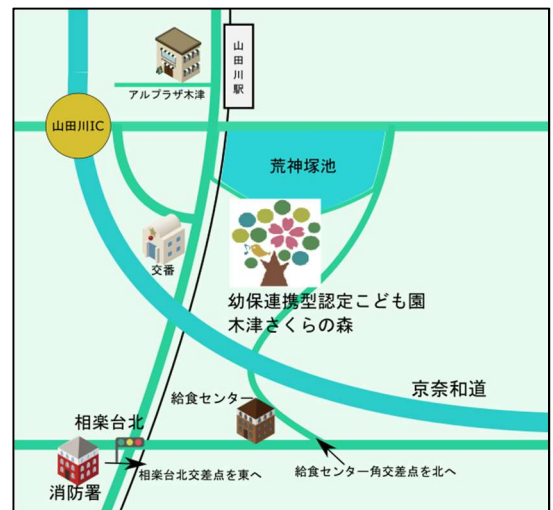 山田川駅
アルプラザ木津
山田川IC
荒神塚池
交番
幼保連携型認定こども園
木津さくらの森
京奈和道
給食センター
相楽台北
相楽台北交差点を東へ
給食センター角交差点を北へ
消防署